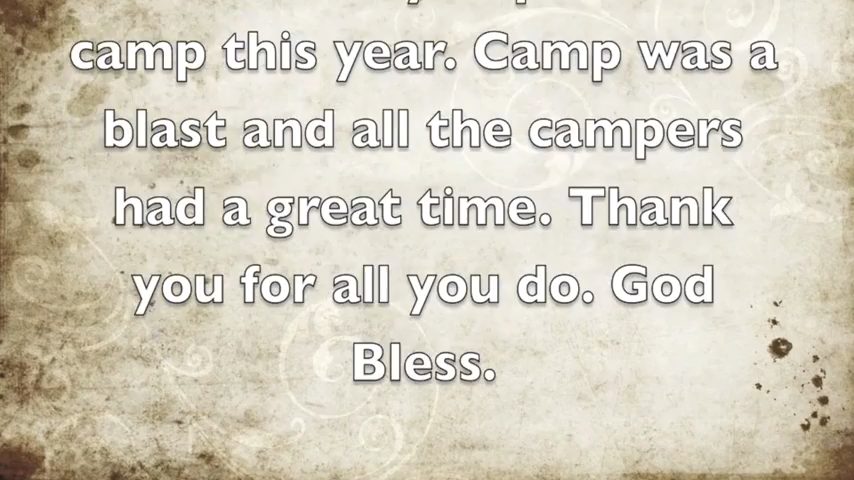 camp this year. Camp was a
blast and all the campers
had a great time. Thank
you for all you do. God
Bless.